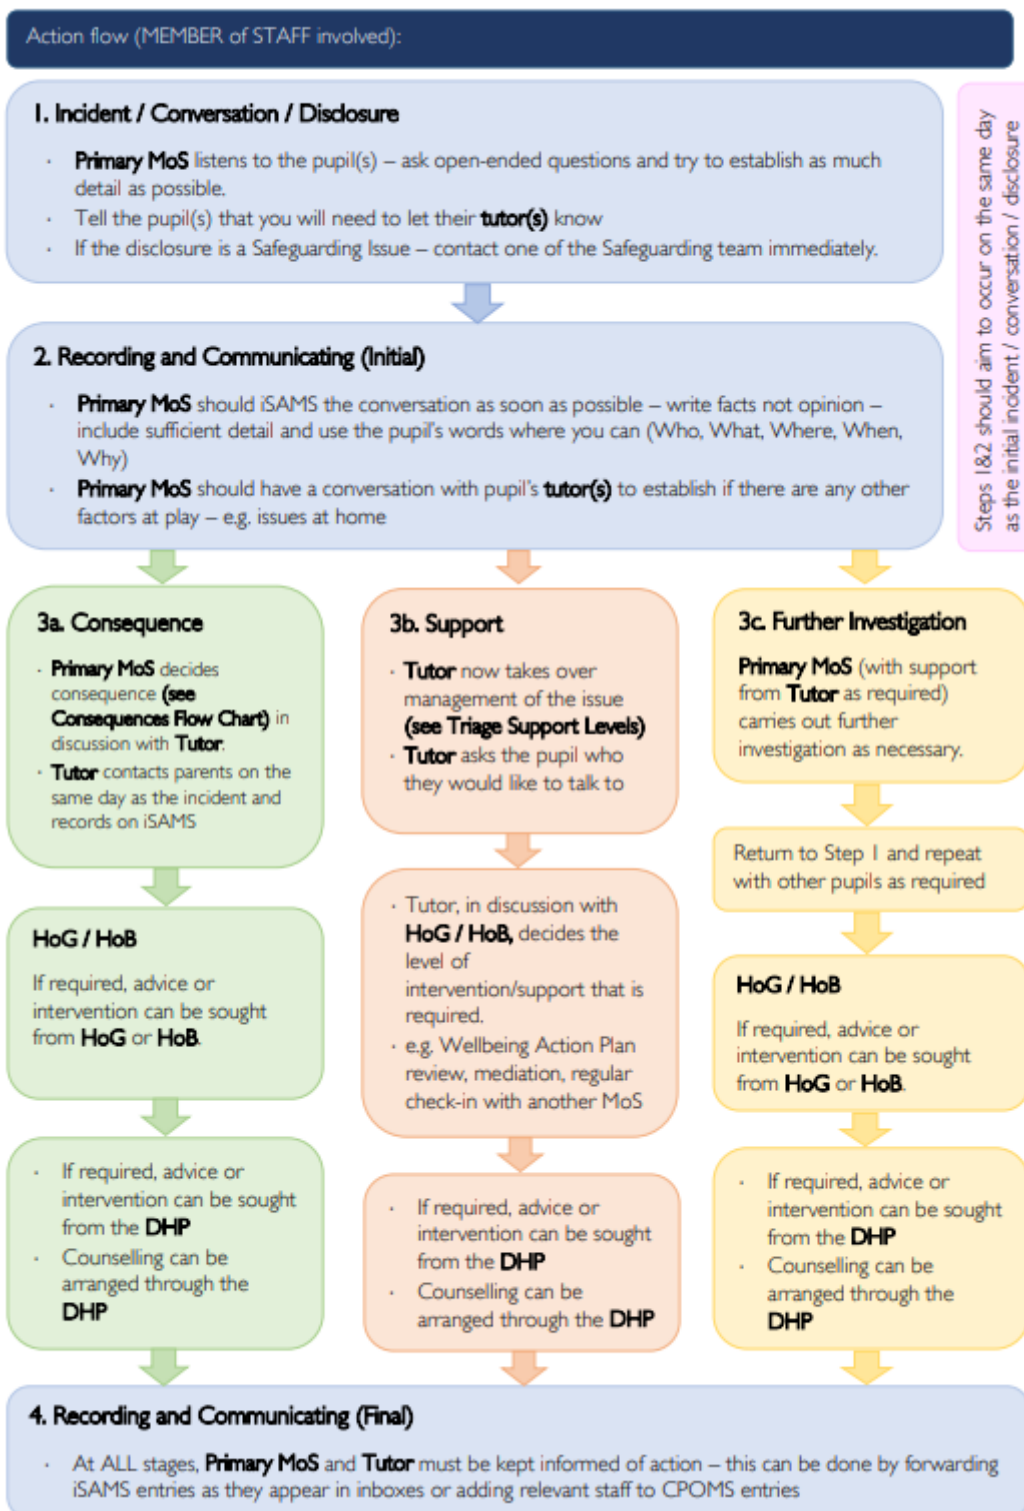 Action flow (MEMBER of STAFF involved):
1. Incident / Conversation / Disclosure
· Primary MoS listens to the pupil(s) – ask open-ended questions and try to establish as much
detail as possible.
· Tell the pupil(s) that you will need to let their tutor(s) know
· If the disclosure is a Safeguarding Issue – contact one of the Safeguarding team immediately.
Steps 1&2 should aim to occur on the same day
as the initial incident / conversation / disclosure
2. Recording and Communicating (Initial)
· Primary MoS should iSAMS the conversation as soon as possible – write facts not opinion –
include sufficient detail and use the pupil's words where you can (Who, What, Where, When,
Why)
· Primary MoS should have a conversation with pupil's tutor(s) to establish if there are any other
factors at play – e.g. issues at home
3a. Consequence
· Primary MoS decides
consequence (see
Consequences Flow Chart) in
discussion with Tutor.
· Tutor contacts parents on the
same day as the incident and
records on iSAMS
HoG / HoB
If required, advice or
intervention can be sought
from HoG or HoB.
· If required, advice or
intervention can be sought
from the DHP
· Counselling can be
arranged through the
DHP
3b. Support
· Tutor now takes over
management of the issue
(see Triage Support Levels)
· Tutor asks the pupil who
they would like to talk to
· Tutor, in discussion with
HoG / HoB, decides the
level of
intervention/support that is
required.
· e.g. Wellbeing Action Plan
review, mediation, regular
check-in with another MoS
· If required, advice or
intervention can be sought
from the DHP
· Counselling can be
arranged through the DHP
3c. Further Investigation
Primary MoS (with support
from Tutor as required)
carries out further
investigation as necessary.
Return to Step 1 and repeat
with other pupils as required
HoG / HoB
If required, advice or
intervention can be sought
from HoG or HoB.
· If required, advice or
intervention can be sought
from the DHP
· Counselling can be
arranged through the
DHP
4. Recording and Communicating (Final)
· At ALL stages, Primary MoS and Tutor must be kept informed of action – this can be done by forwarding
iSAMS entries as they appear in inboxes or adding relevant staff to CPOMS entries